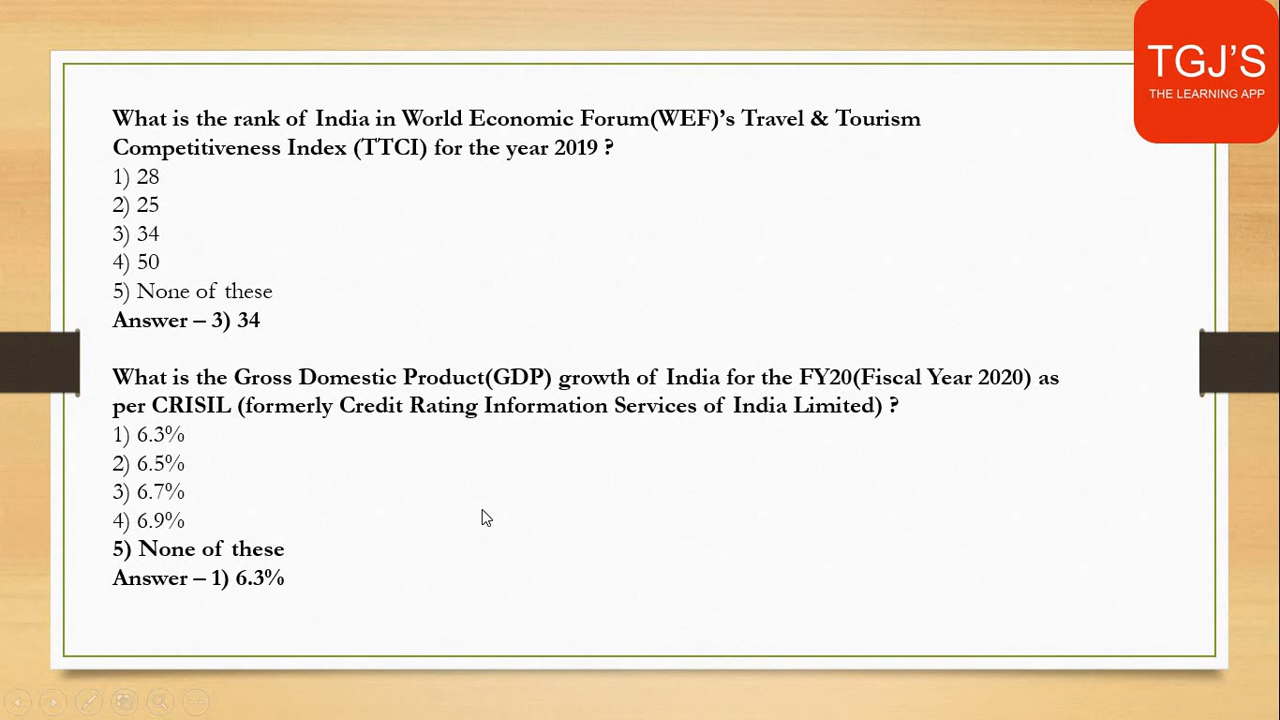 TGJ'S
THE LEARNING APP
What is the rank of India in World Economic Forum(WEF)'s Travel & Tourism
Competitiveness Index (TTCI) for the year 2019 ?
1) 28
2) 25
3) 34
4) 50
5) None of these
Answer – 3) 34
What is the Gross Domestic Product(GDP) growth of India for the FY20(Fiscal Year 2020) as
per CRISIL (formerly Credit Rating Information Services of India Limited) ?
1) 6.3%
2) 6.5%
3) 6.7%
4) 6.9%
5) None of these
Answer – 1) 6.3%